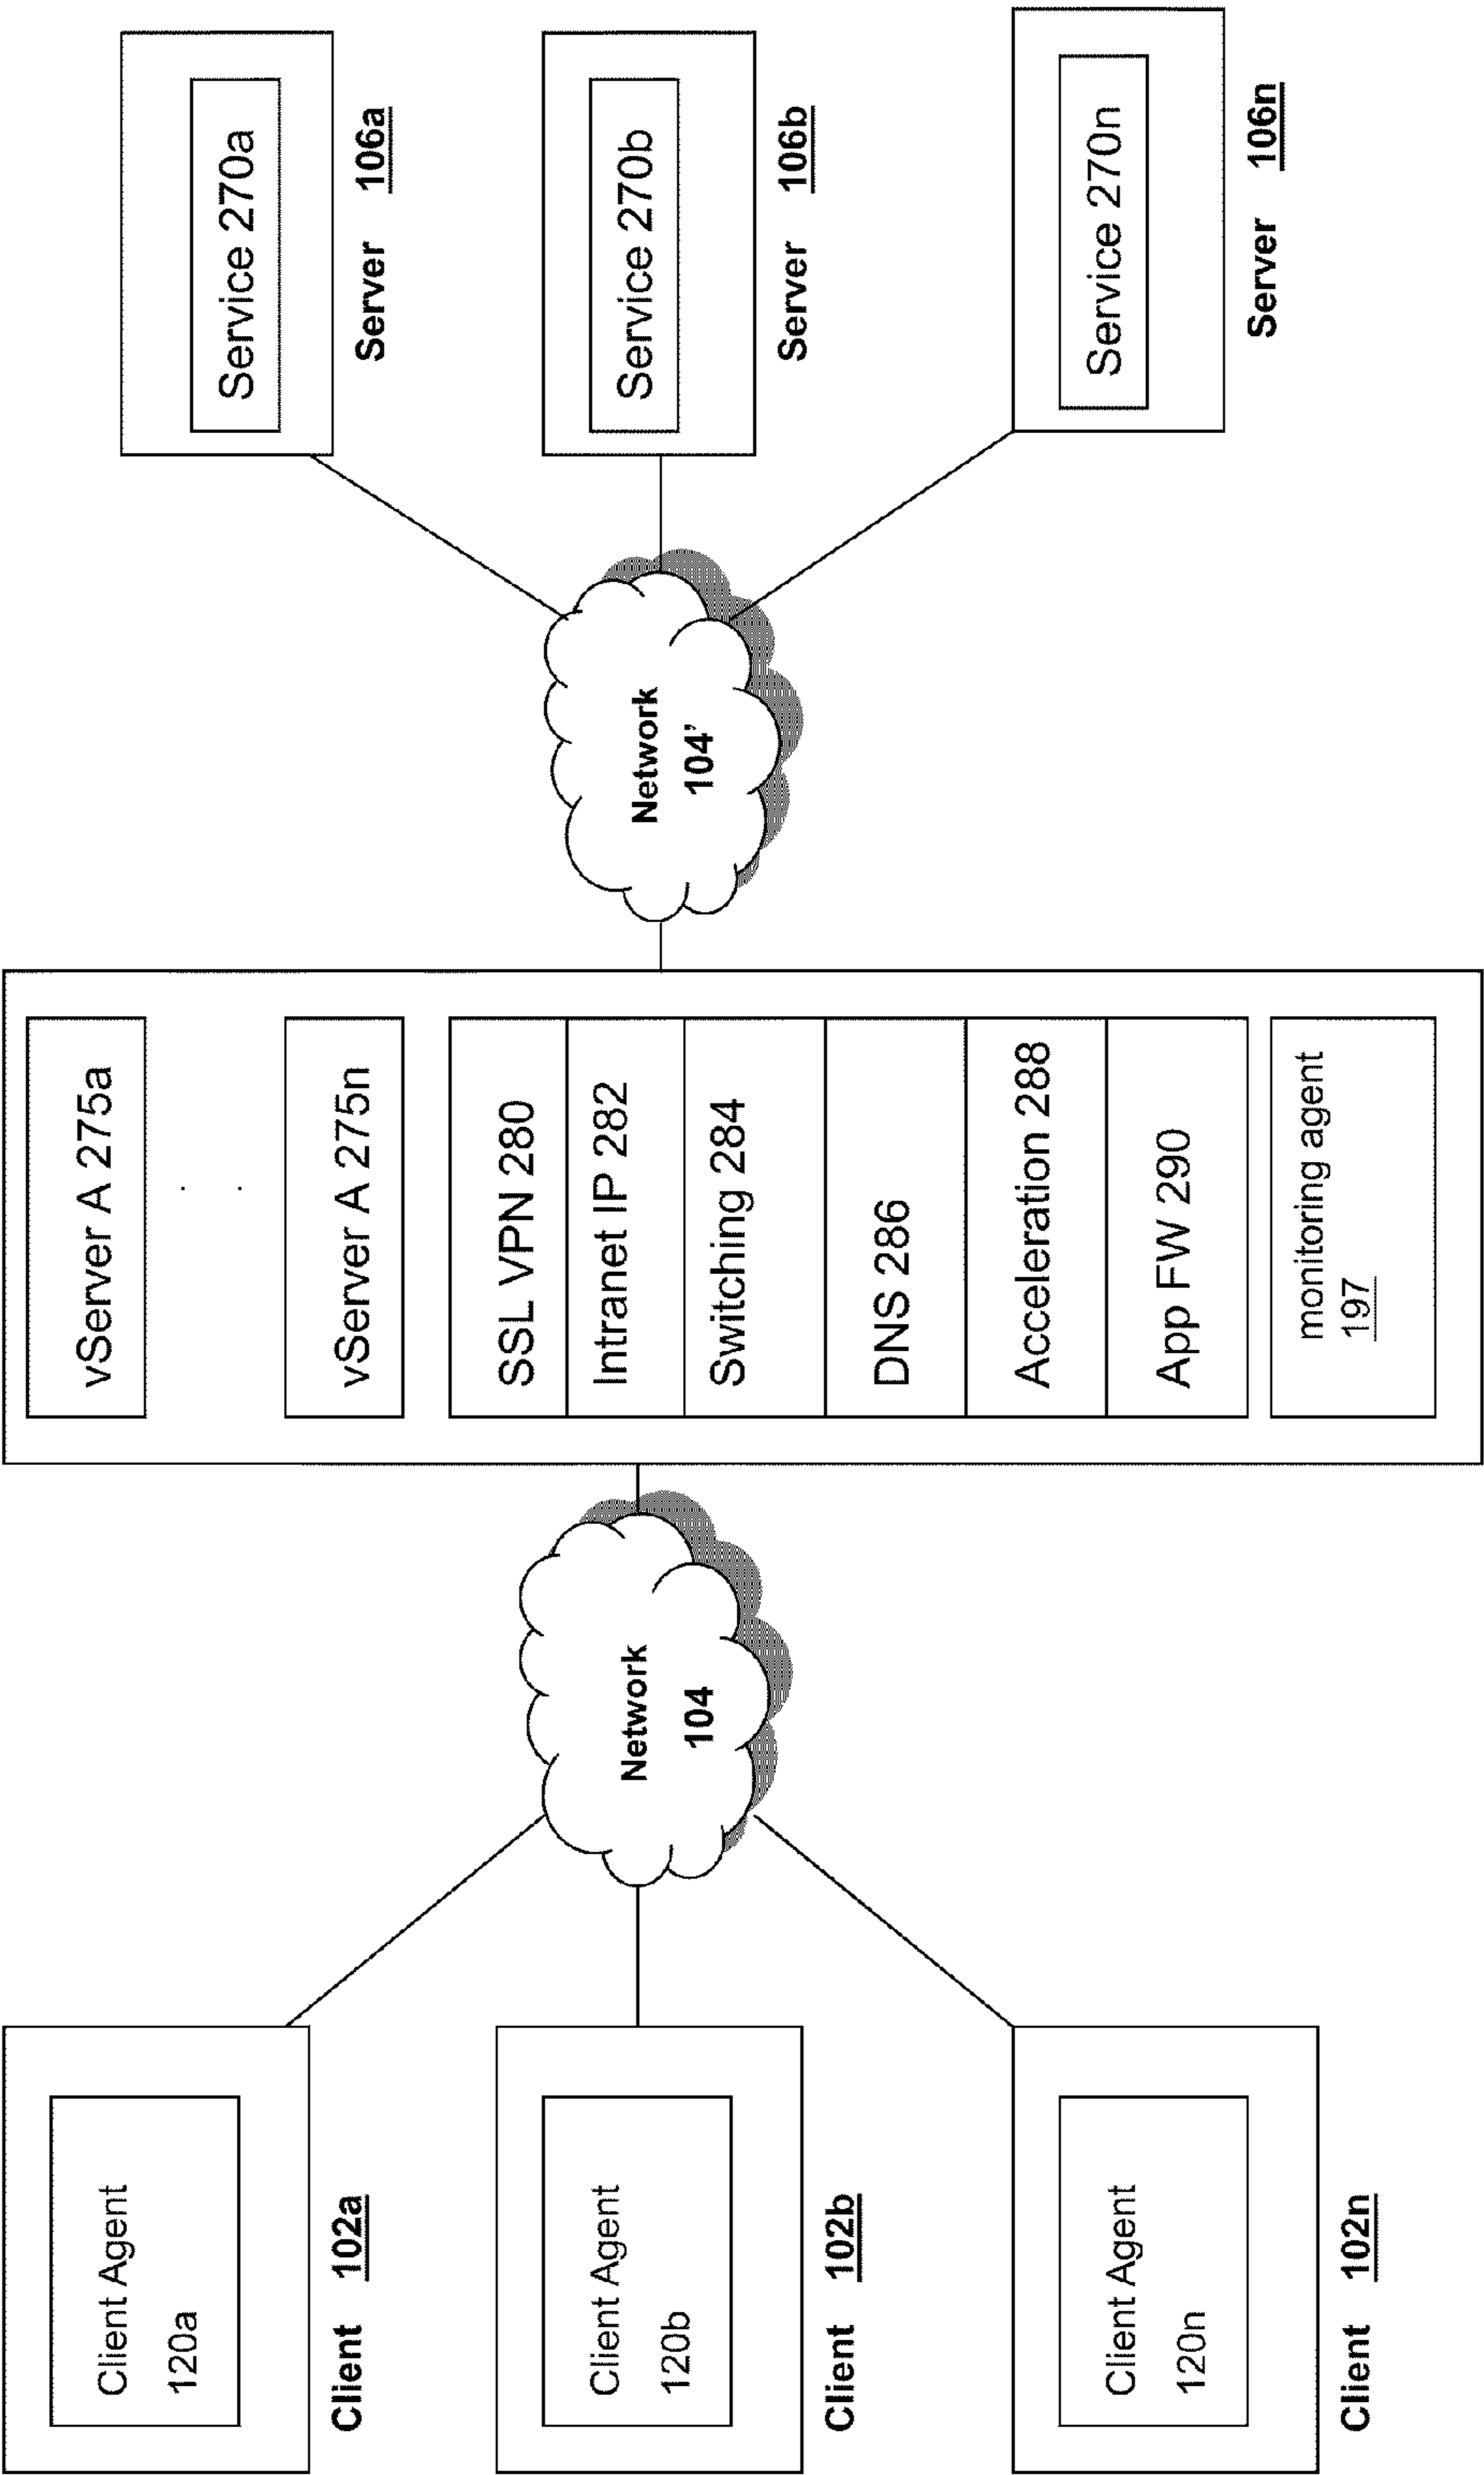 Client Agent
120a
Client 102a
Client Agent
120b
Client 102b
Client Agent
120n
Client 102n
Network
104
vServer A 275a
vServer A 275n
SSL VPN 280
Intranet IP 282
Switching 284
DNS 286
Acceleration 288
App FW 290
monitoring agent
197
Network
104'
Service 270a
Server 106a
Service 270b
Server 106b
Service 270n
Server 106n